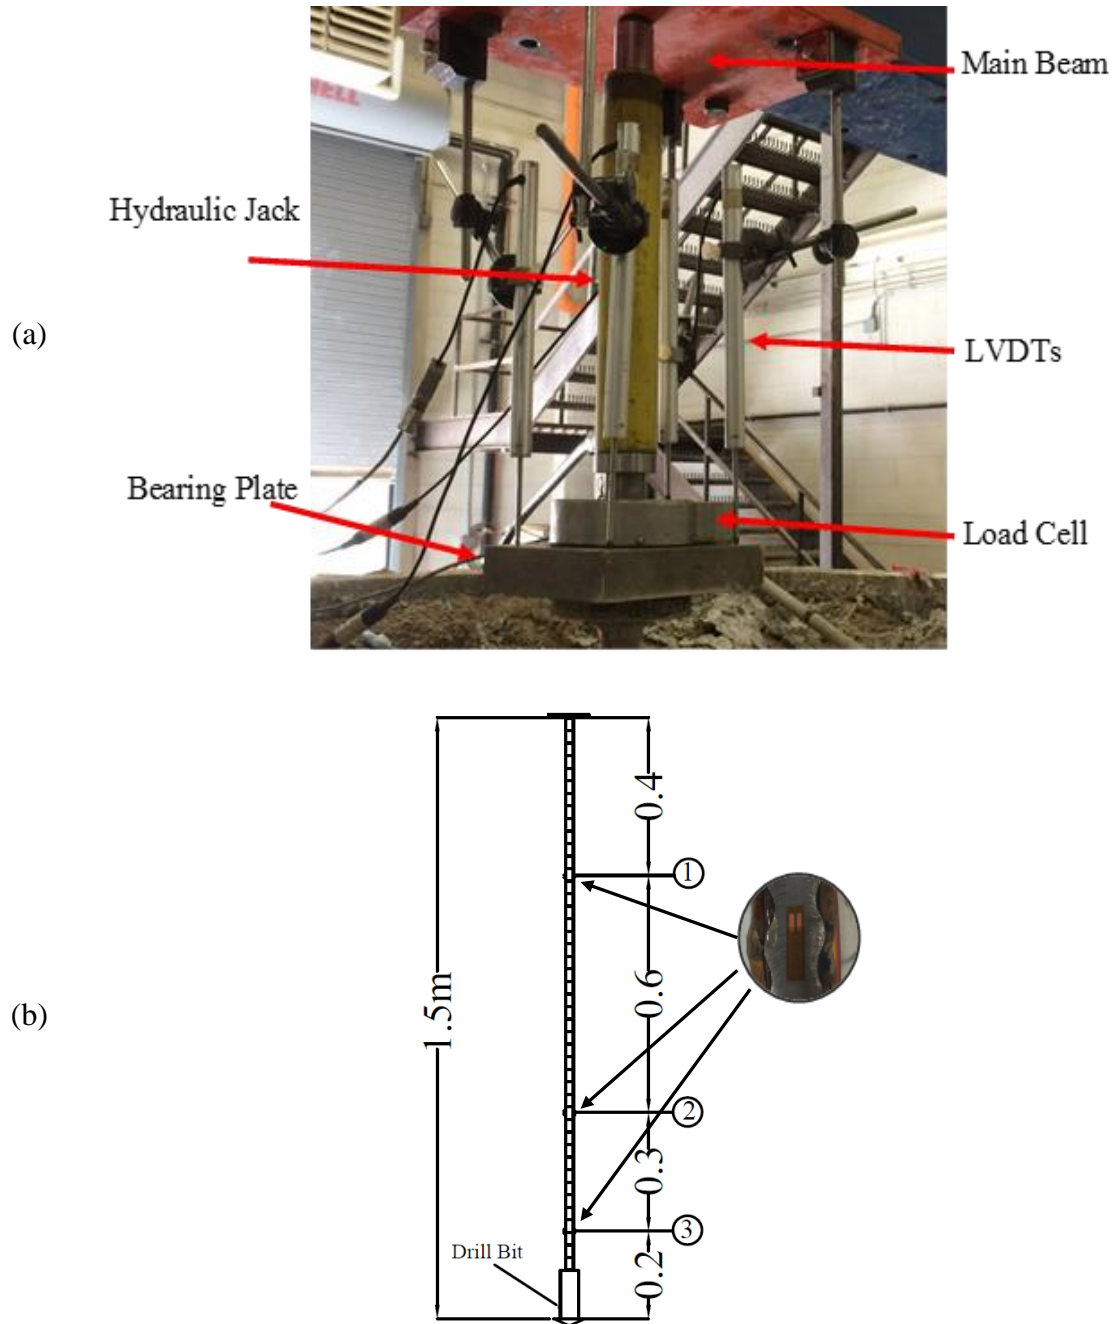 Main Beam
Hydraulic Jack
(a)
LVDTs
Bearing Plate
Load Cell
0.4
1
0.6
1.5m
(b)
2
0.3
3
Drill Bit
0.2